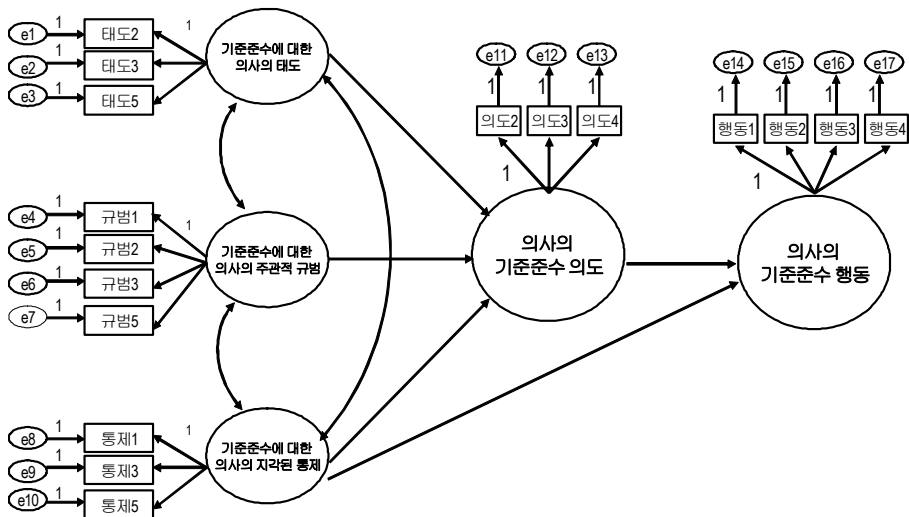 e1
1
태도2
e2
1
태도3
e3
1
태도5
1
기준준수에 대한
의사의 태도
e4
1
규범1
e5
1
규범2
e6
1
규범3
e7
1
규범5
1
기준준수에 대한
의사의 주관적 규범
e8
1
통제1
e9
1
통제3
e10
1
통제5
1
기준준수에 대한
의사의 지각된 통제
e11
e12
e13
1
1
1
의도2
의도3
의도4
1
의사의
기준준수 의도
e14
e15
e16
e17
1
1
1
1
행동1
행동2
행동3
행동4
1
의사의
기준준수 행동